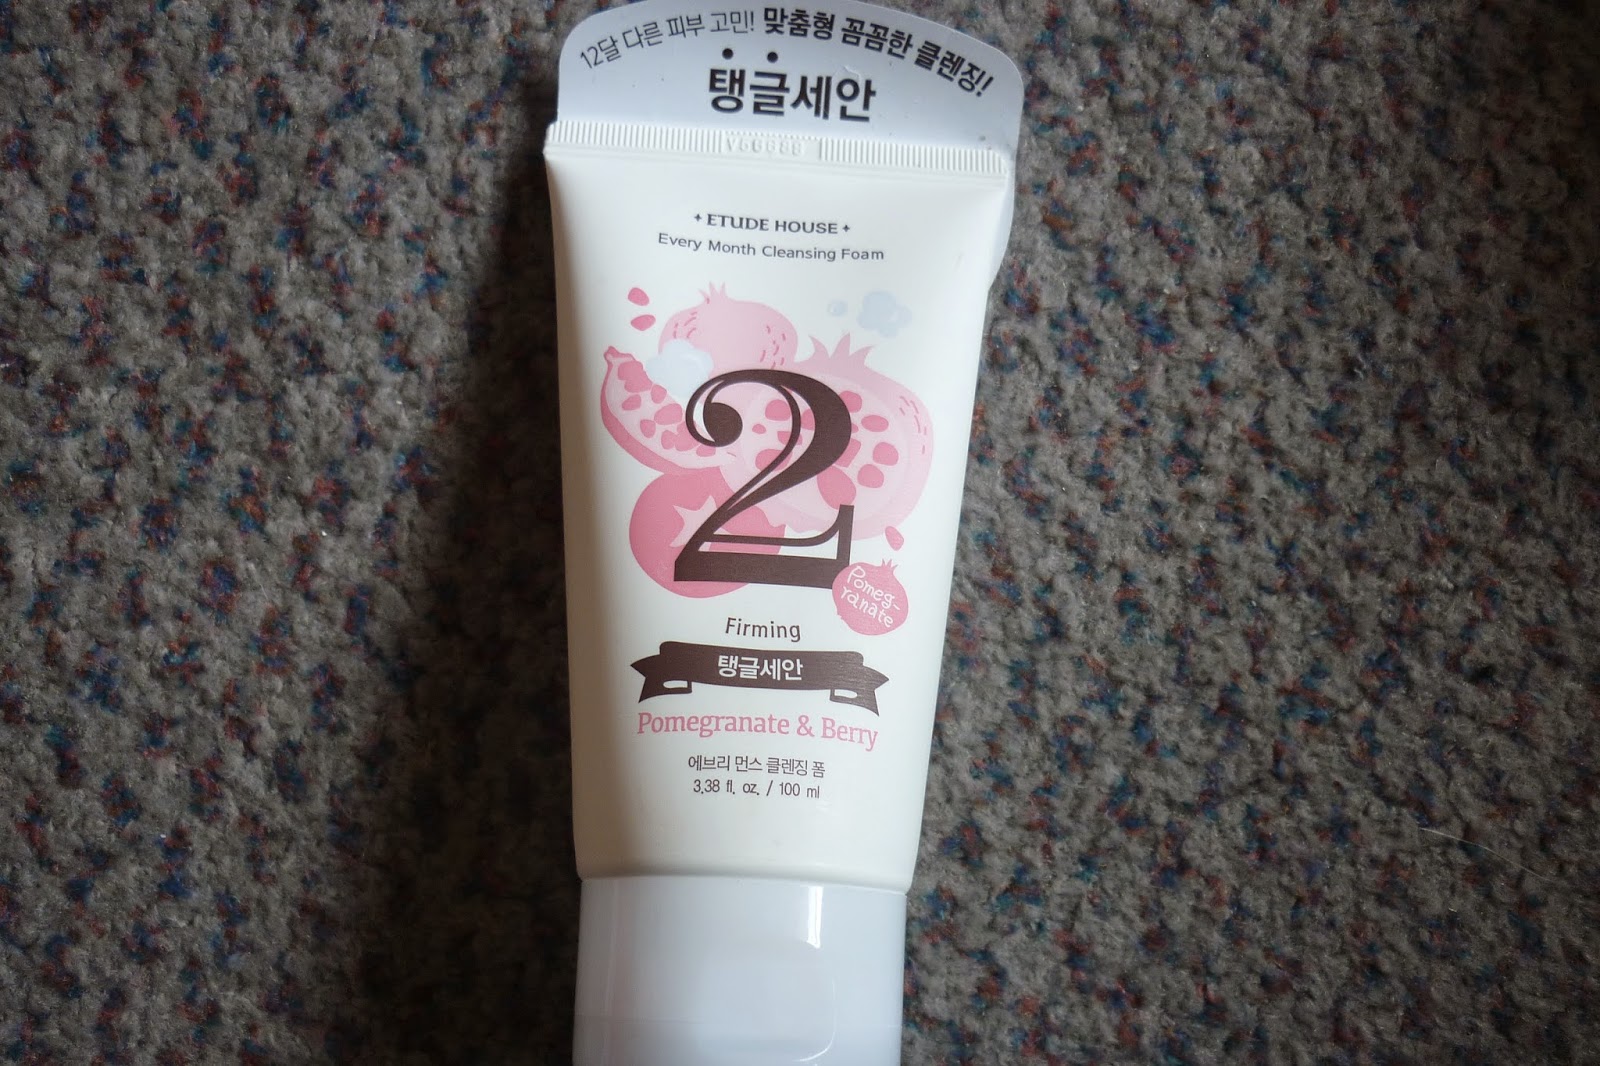 12달 다른 피부 고민! 맞춤형 꼼꼼한 클렌징!
탱글세안
ETUDE HOUSE
Every Month Cleansing Foam
2
Pomeg-
ranate
Firming
탱글세안
Pomegranate & Berry
에브리 먼스 클렌징 폼
3.38 fl. oz. / 100 ml